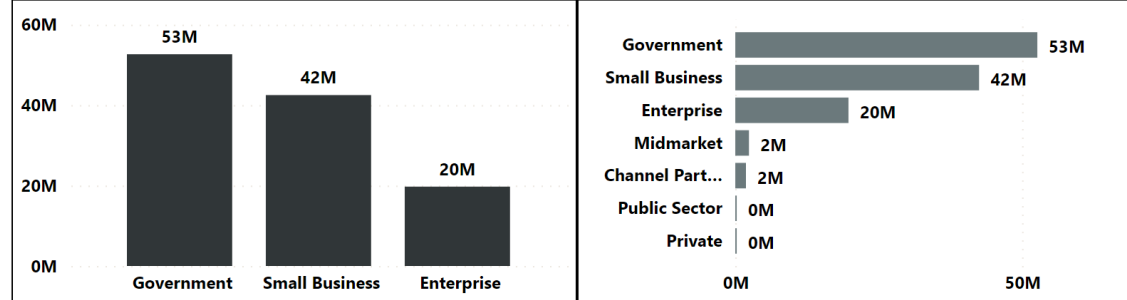 60M
53M
42M
40M
20M
20M
0M
Government Small Business Enterprise
Government 53M
Small Business 42M
Enterprise 20M
Midmarket 2M
Channel Part... 2M
Public Sector 0M
Private 0M
0M 50M